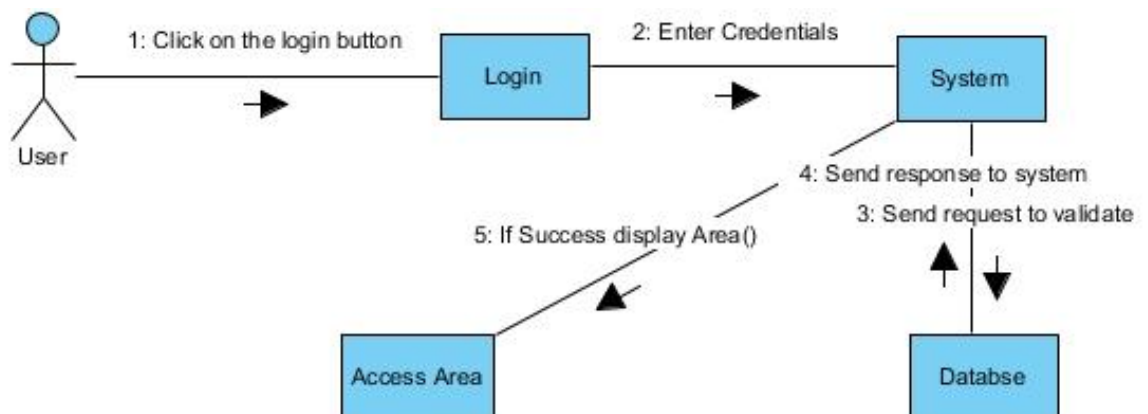 1: Click on the login button
2: Enter Credentials
Login
System
User
4: Send response to system
3: Send request to validate
5: If Success display Area()
Access Area
Databse